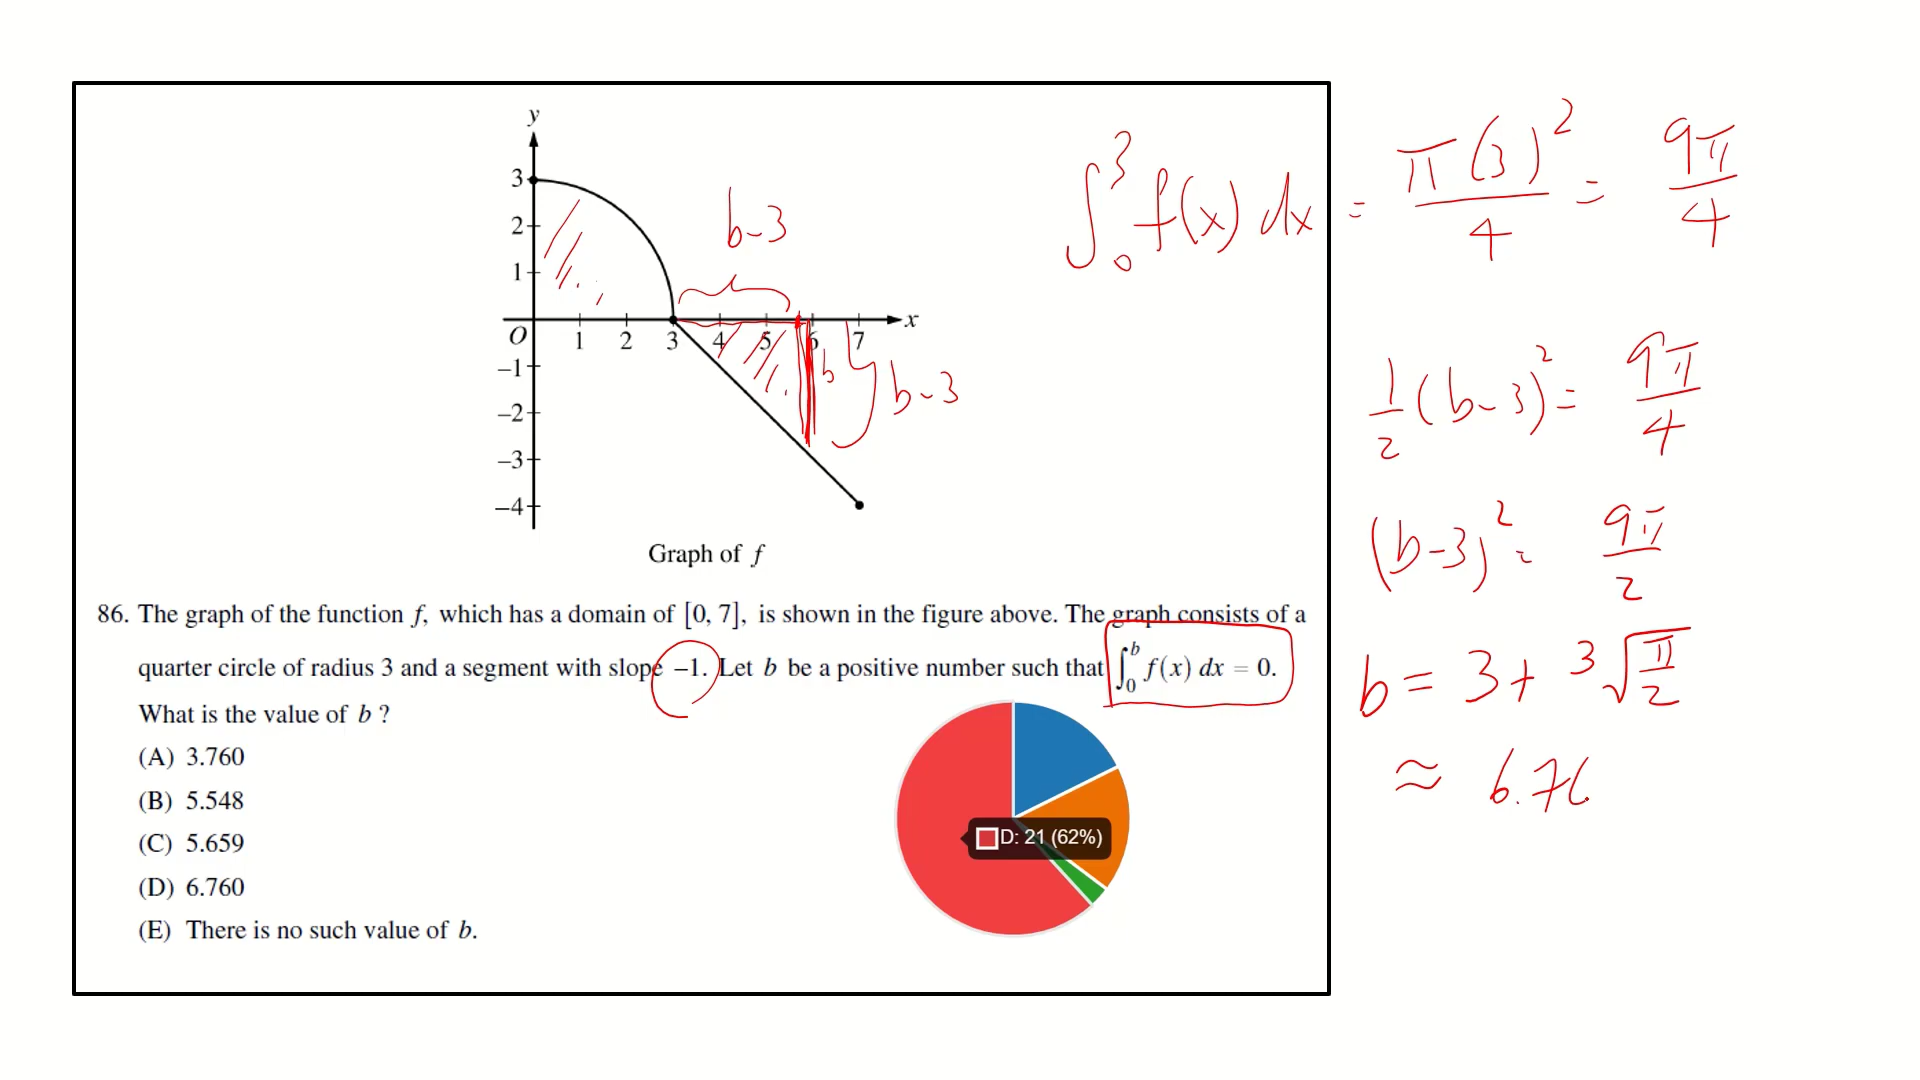 y
3
2
1
O
1 2 3 4 5 6 7
x
−1
−2
−3
−4
b-3
b
b-3
Graph of f
86. The graph of the function f, which has a domain of [0, 7], is shown in the figure above. The graph consists of a
quarter circle of radius 3 and a segment with slope −1. Let b be a positive number such that ∫₀ᵇ f(x) dx = 0.
What is the value of b ?
(A) 3.760
(B) 5.548
(C) 5.659
(D) 6.760
(E) There is no such value of b.
D: 21 (62%)
∫₀³ f(x) dx = π(3)²/4 = 9π/4
1/2 (b-3)² = 9π/4
(b-3)² = 9π/2
b = 3 + 3√(π/2)
≈ 6.76